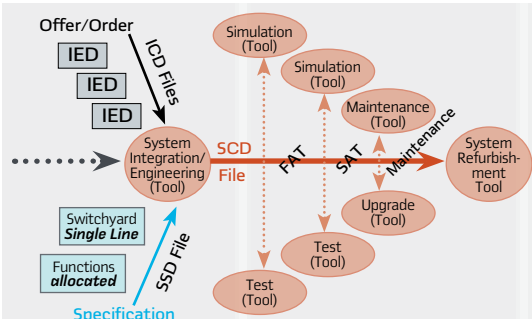 Offer/Order
IED
IED
IED
ICD Files
System
Integration/
Engineering
(Tool)
Switchyard
Single Line
Functions
allocated
SSD File
Specification
SCD
File
Simulation
(Tool)
Simulation
(Tool)
Maintenance
(Tool)
FAT
SAT
Maintenance
Upgrade
(Tool)
Test
(Tool)
Test
(Tool)
System
Refurbish-
ment
Tool